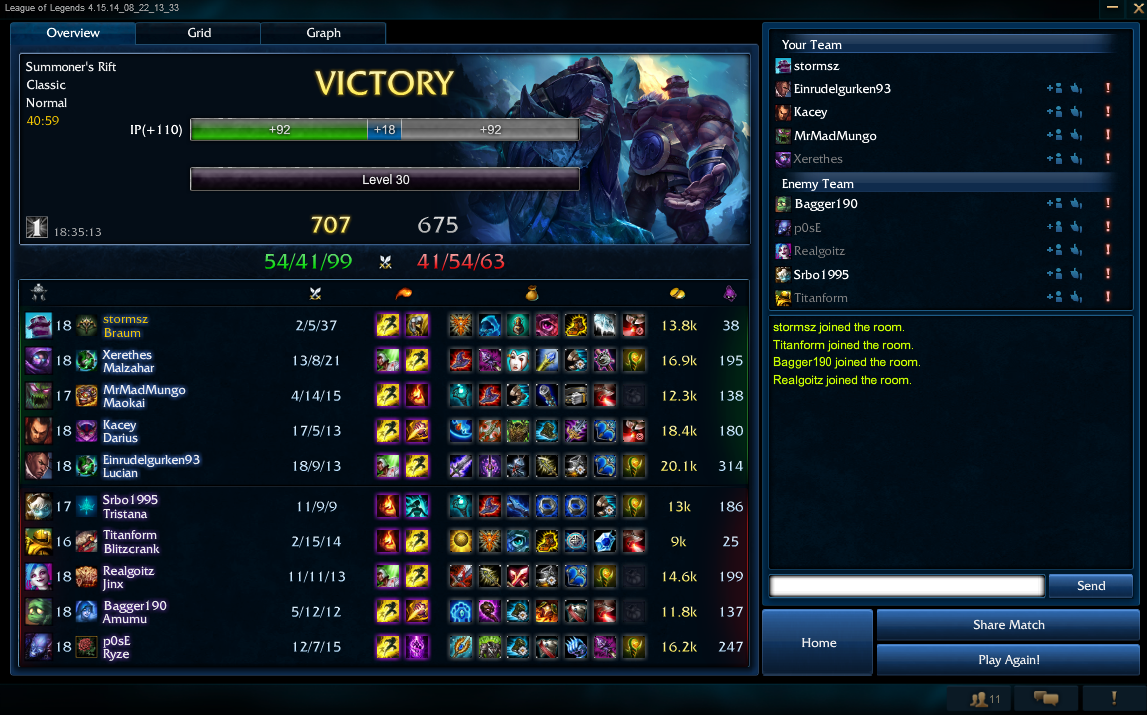 League of Legends 4.15.14_08_22_13_33
Overview
Grid
Graph
Summoner's Rift
Classic
Normal
40:59
VICTORY
IP(+110)
+92
+18
+92
Level 30
1
18:35:13
707
675
54/41/99
41/54/63
18 stormsz Braum 2/5/37 13.8k 38
18 Xerethes Malzahar 13/8/21 16.9k 195
17 MrMadMungo Maokai 4/14/15 12.3k 138
18 Kacey Darius 17/5/13 18.4k 180
18 Einrudelgurken93 Lucian 18/9/13 20.1k 314
17 Srbo1995 Tristana 11/9/9 13k 186
16 Titanform Blitzcrank 2/15/14 9k 25
18 Realgoitz Jinx 11/11/13 14.6k 199
18 Bagger190 Amumu 5/12/12 11.8k 137
18 p0sE Ryze 12/7/15 16.2k 247
Your Team
stormsz
Einrudelgurken93
Kacey
MrMadMungo
Xerethes
Enemy Team
Bagger190
p0sE
Realgoitz
Srbo1995
Titanform
stormsz joined the room.
Titanform joined the room.
Bagger190 joined the room.
Realgoitz joined the room.
Send
Home
Share Match
Play Again!
11